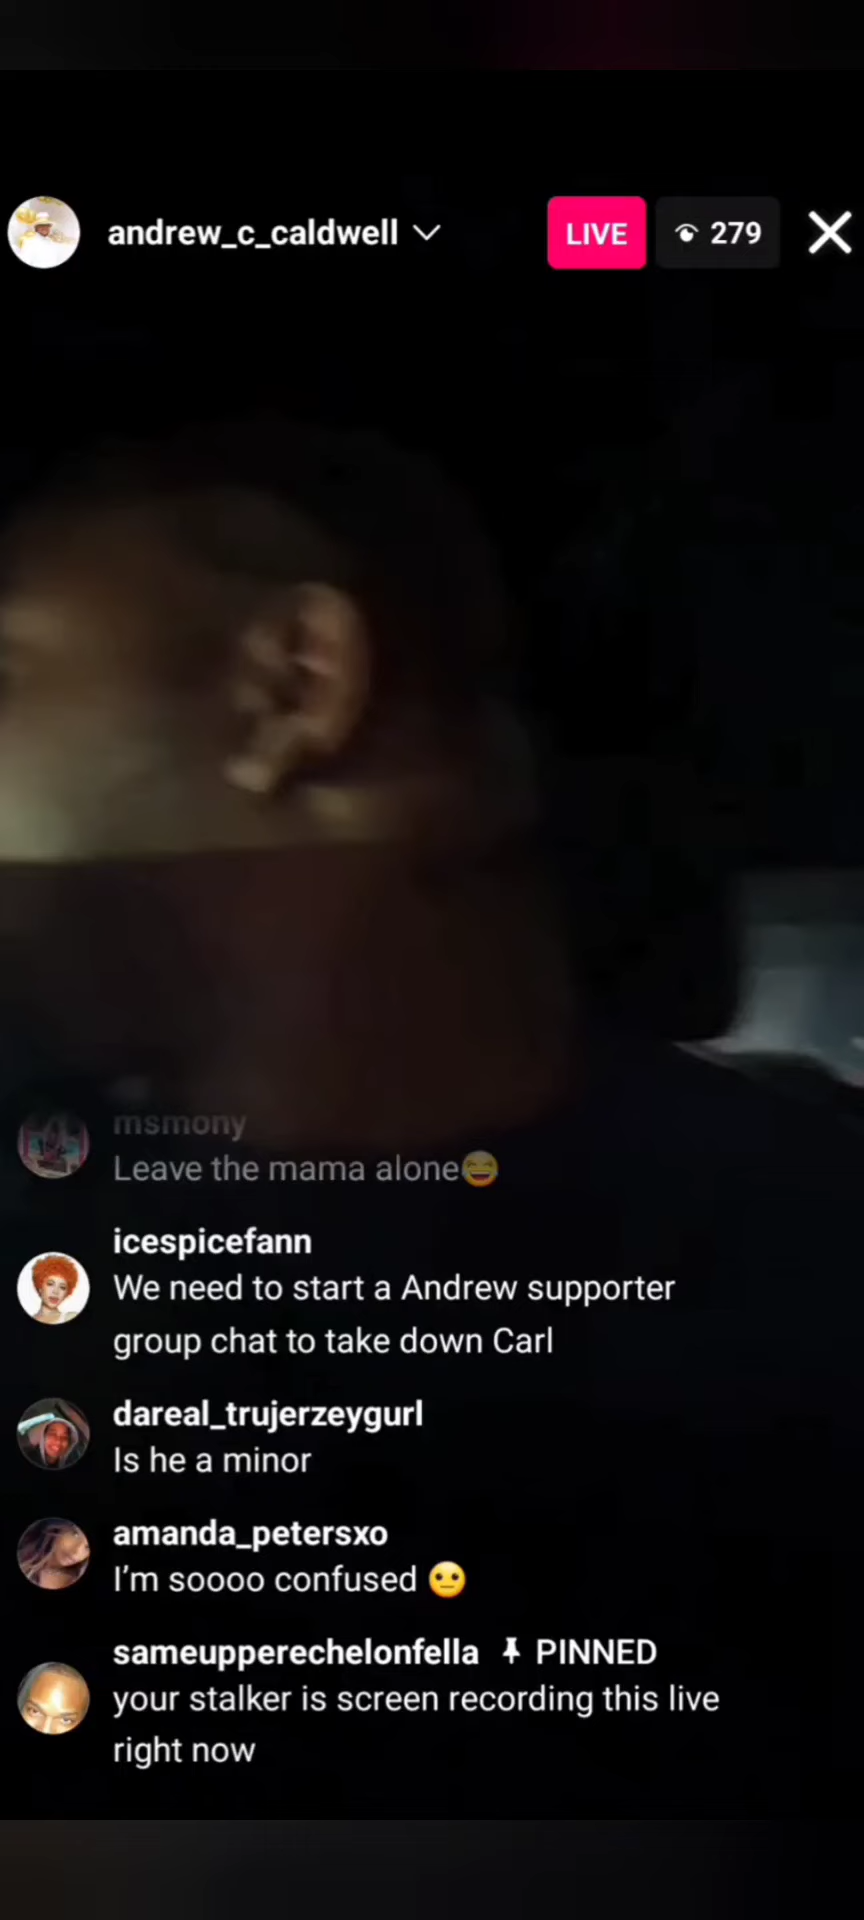 andrew_c_caldwell
LIVE
279
msmony
Leave the mama alone😂
icespicefann
We need to start a Andrew supporter
group chat to take down Carl
dareal_trujerzeygurl
Is he a minor
amanda_petersxo
I'm soooo confused 😐
sameupperechelonfella PINNED
your stalker is screen recording this live
right now